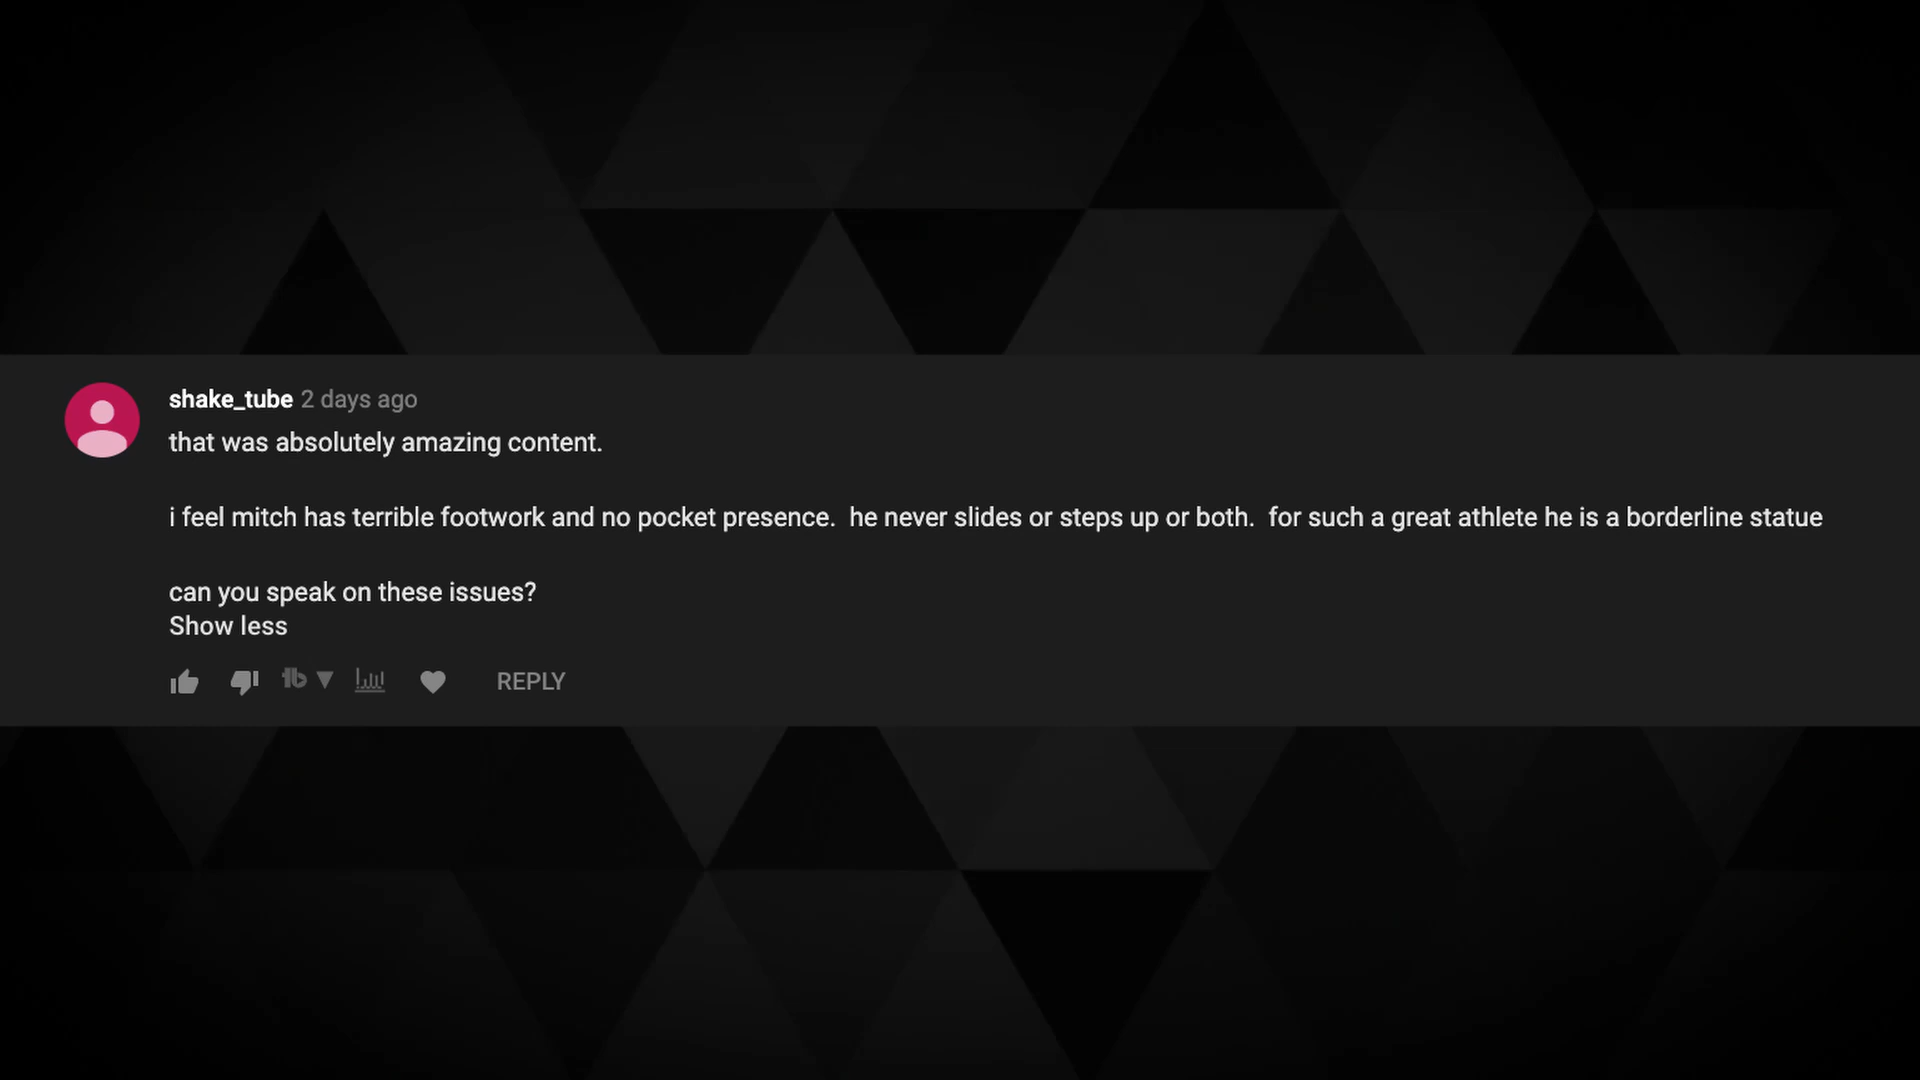 shake_tube 2 days ago
that was absolutely amazing content.
i feel mitch has terrible footwork and no pocket presence.  he never slides or steps up or both.  for such a great athlete he is a borderline statue
can you speak on these issues?
Show less
tb
REPLY